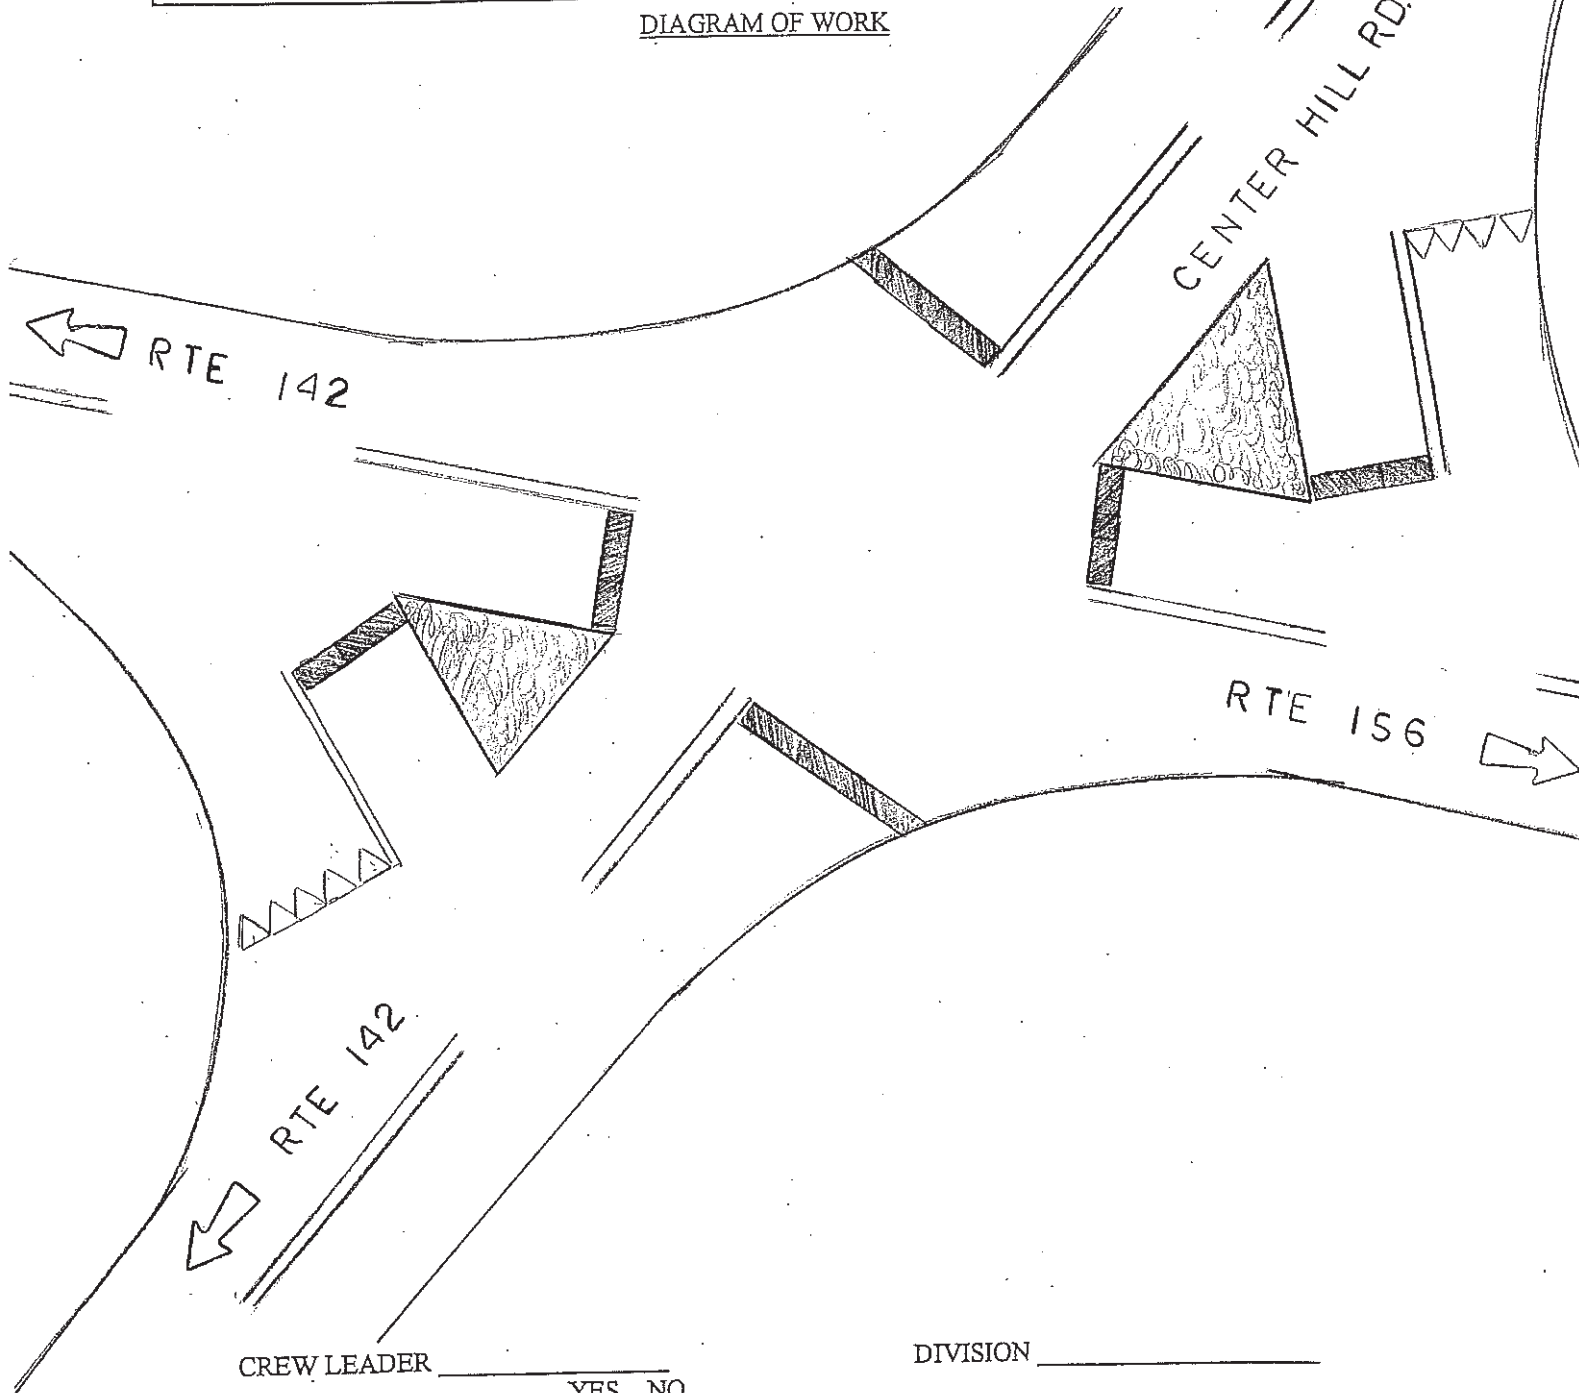 DIAGRAM OF WORK
CENTER HILL RD.
RTE 142
RTE 156
RTE 142
CREW LEADER
DIVISION
YES NO